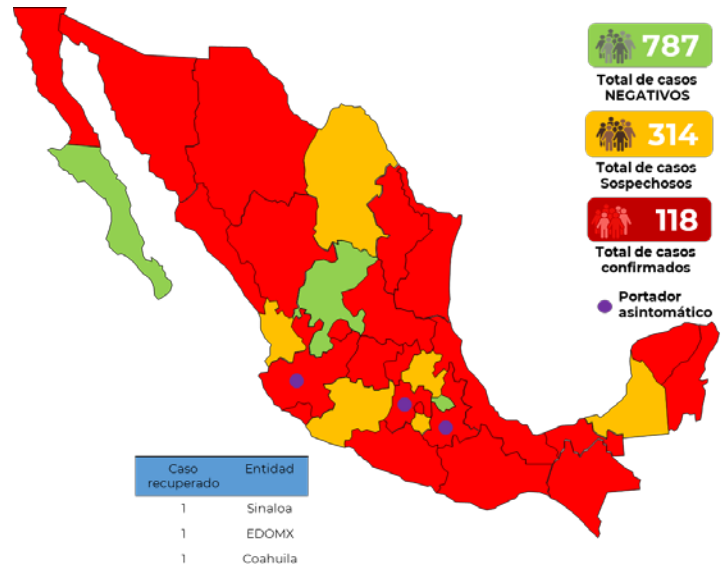 787
Total de casos
NEGATIVOS
314
Total de casos
Sospechosos
118
Total de casos
confirmados
Portador
asintomático
Caso
recuperado
Entidad
1 Sinaloa
1 EDOMX
1 Coahuila